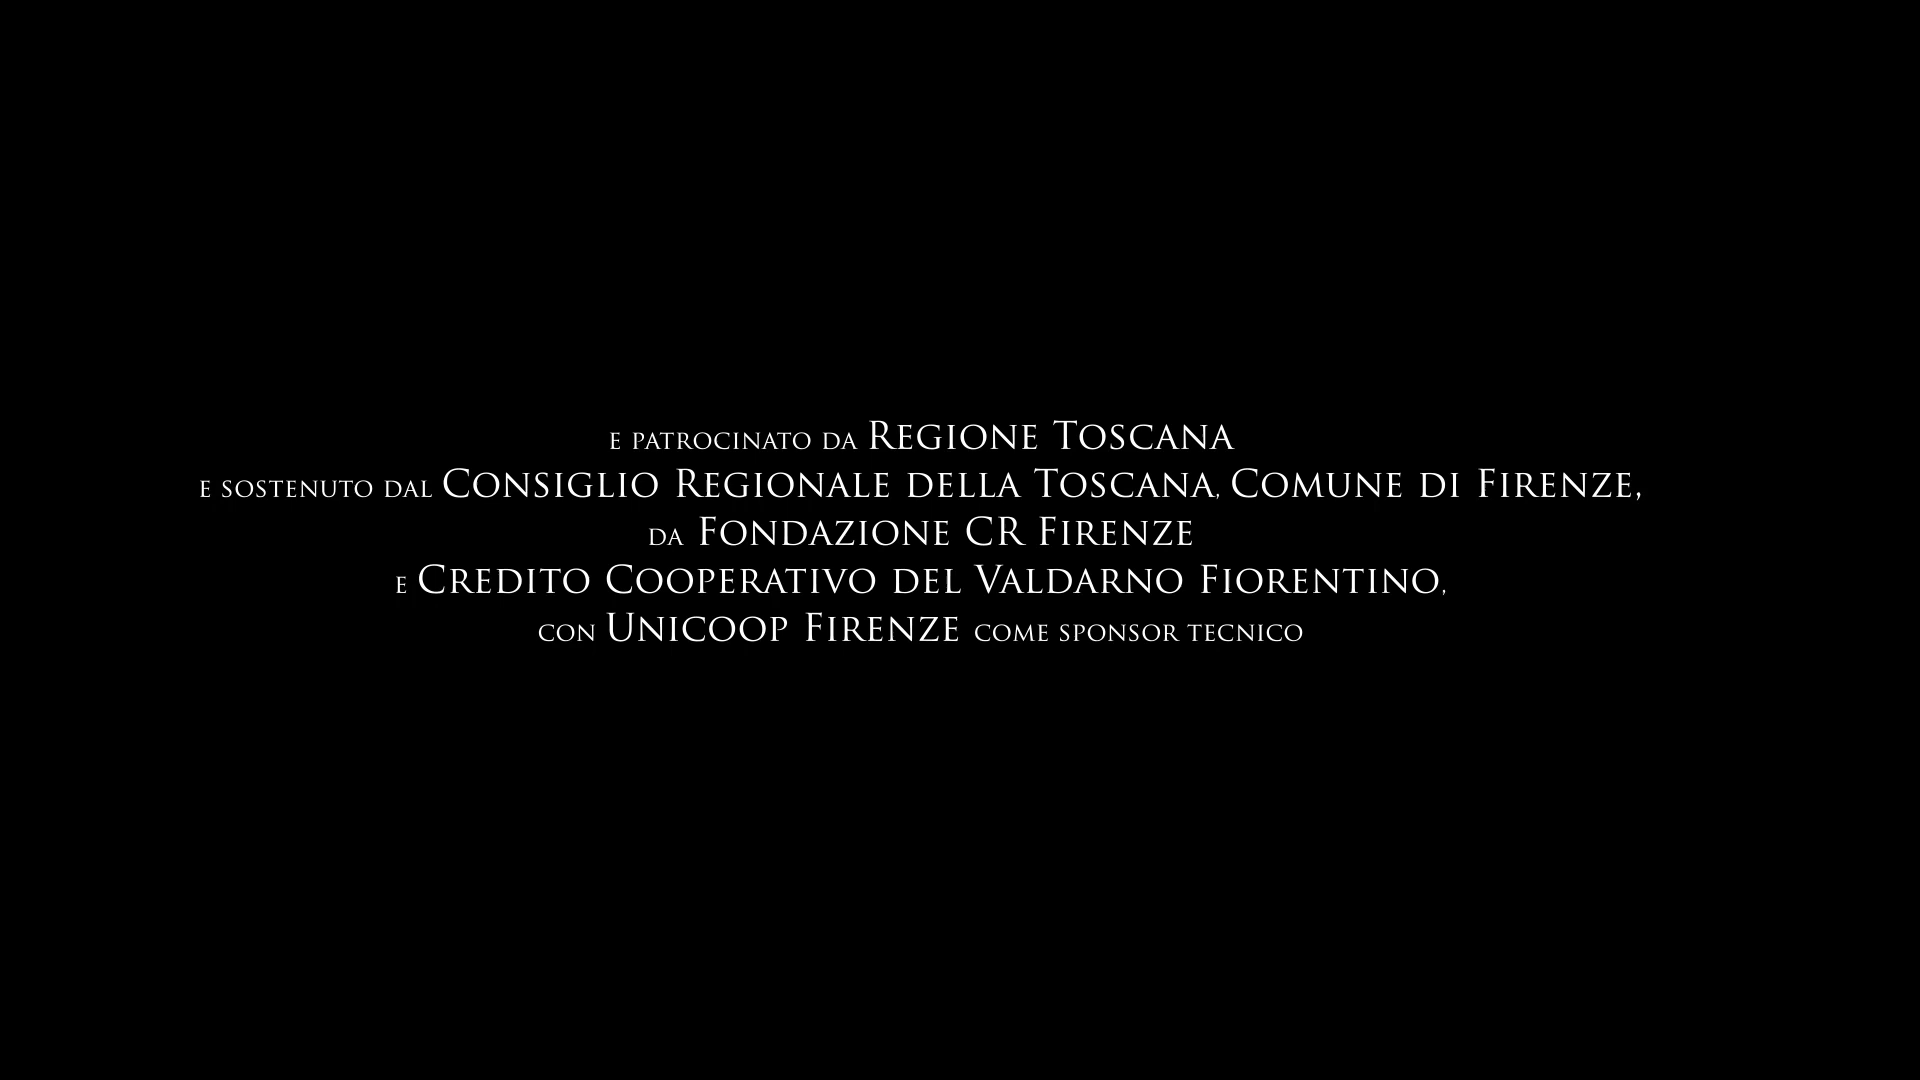 E PATROCINATO DA REGIONE TOSCANA
E SOSTENUTO DAL CONSIGLIO REGIONALE DELLA TOSCANA, COMUNE DI FIRENZE,
DA FONDAZIONE CR FIRENZE
E CREDITO COOPERATIVO DEL VALDARNO FIORENTINO,
CON UNICOOP FIRENZE COME SPONSOR TECNICO